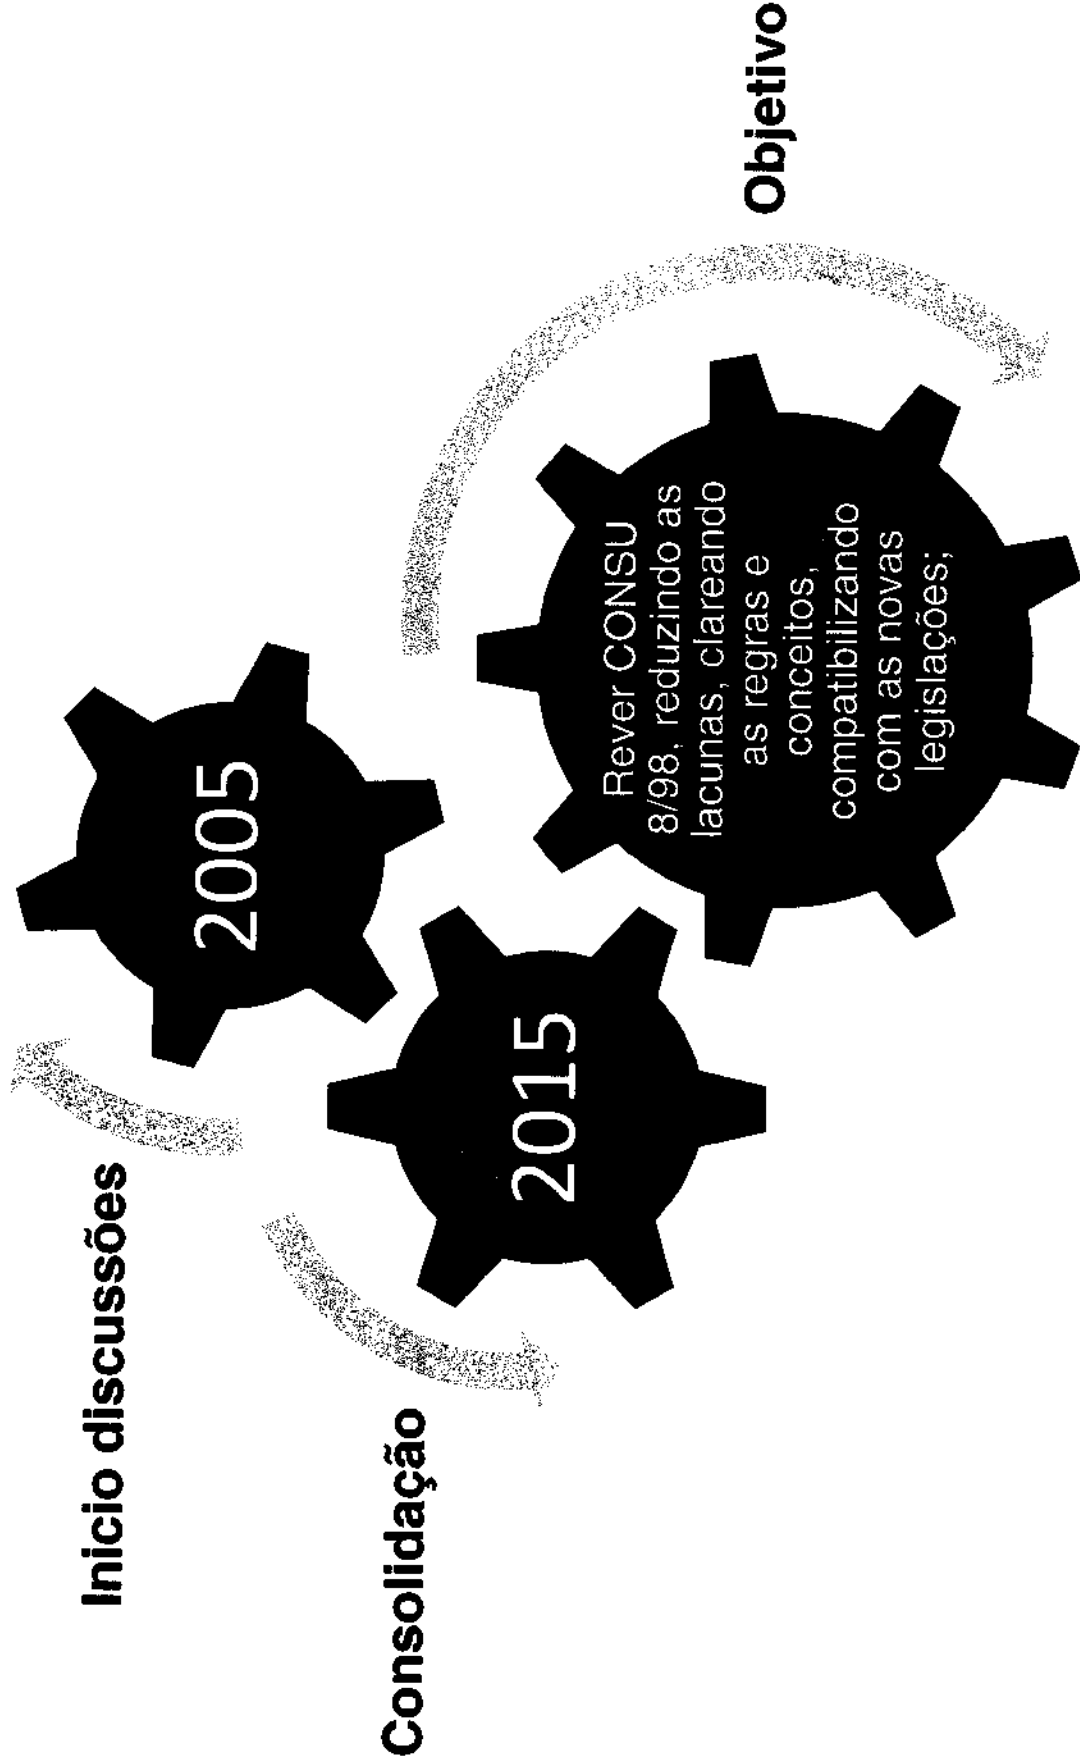 Inicio discussões
2005
Consolidação
2015
Objetivo
Rever CONSU
8/98, reduzindo as
lacunas, clareando
as regras e
conceitos,
compatibilizando
com as novas
legislações;